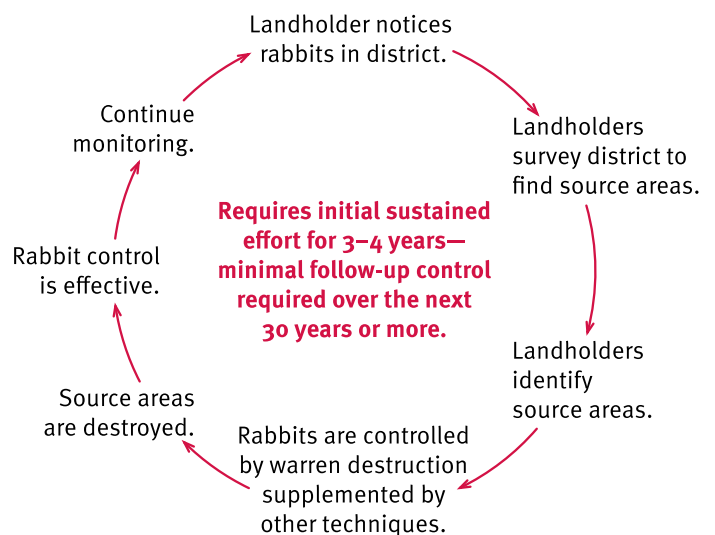 Landholder notices
rabbits in district.
Landholders
survey district to
find source areas.
Landholders
identify
source areas.
Rabbits are controlled
by warren destruction
supplemented by
other techniques.
Source areas
are destroyed.
Rabbit control
is effective.
Continue
monitoring.
Requires initial sustained
effort for 3–4 years—
minimal follow-up control
required over the next
30 years or more.